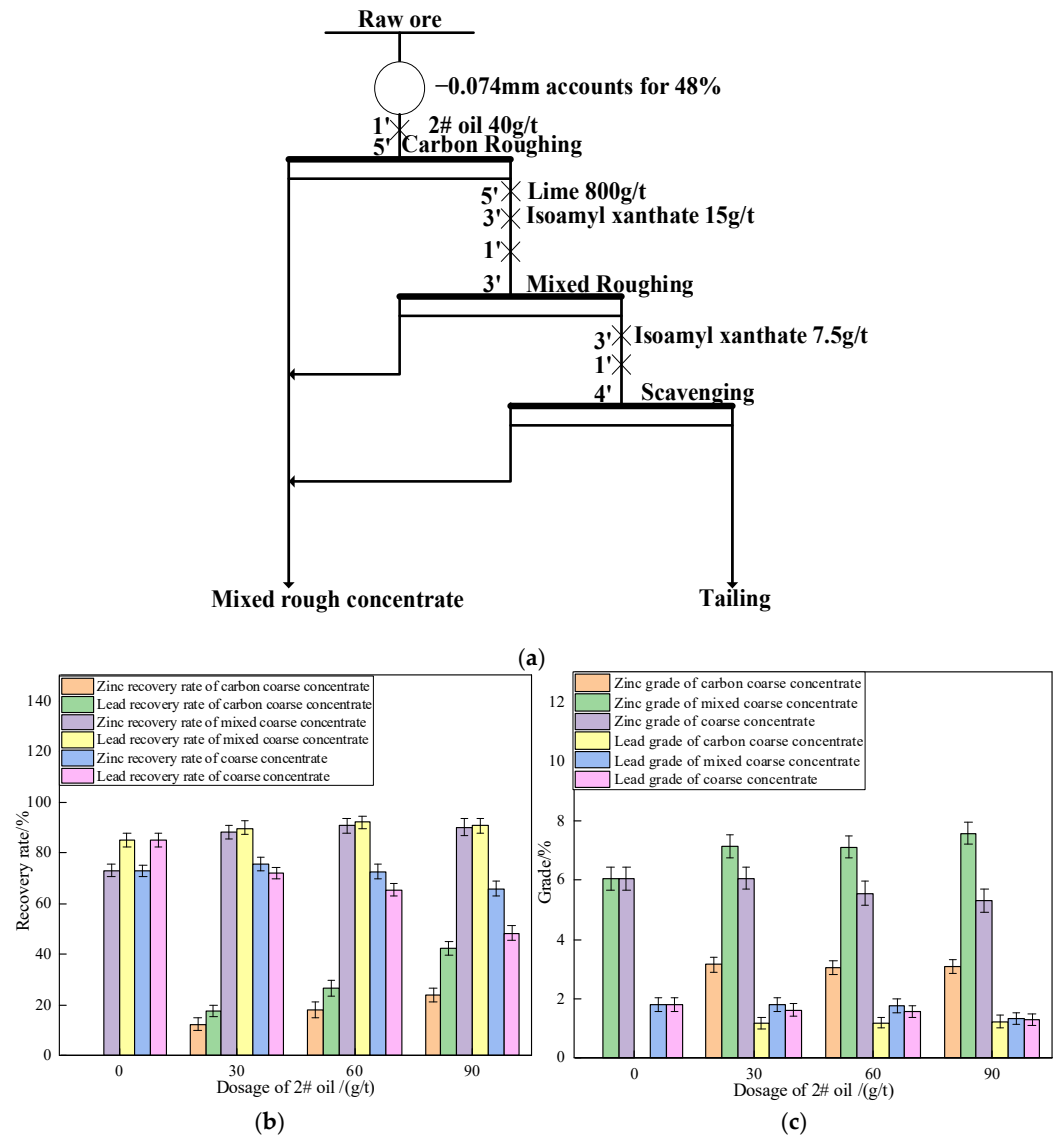 Raw ore
−0.074mm accounts for 48%
1' 2# oil 40g/t
5' Carbon Roughing
5' Lime 800g/t
3' Isoamyl xanthate 15g/t
1'
3' Mixed Roughing
3' Isoamyl xanthate 7.5g/t
1'
4' Scavenging
Mixed rough concentrate
Tailing
(a)
Zinc recovery rate of carbon coarse concentrate
Lead recovery rate of carbon coarse concentrate
Zinc recovery rate of mixed coarse concentrate
Lead recovery rate of mixed coarse concentrate
Zinc recovery rate of coarse concentrate
Lead recovery rate of coarse concentrate
140
120
100
80
60
40
20
0
Recovery rate/%
0 30 60 90
Dosage of 2# oil /(g/t)
(b)
Zinc grade of carbon coarse concentrate
Zinc grade of mixed coarse concentrate
Zinc grade of coarse concentrate
Lead grade of carbon coarse concentrate
Lead grade of mixed coarse concentrate
Lead grade of coarse concentrate
12
10
8
6
4
2
0
Grade/%
0 30 60 90
Dosage of 2# oil /(g/t)
(c)